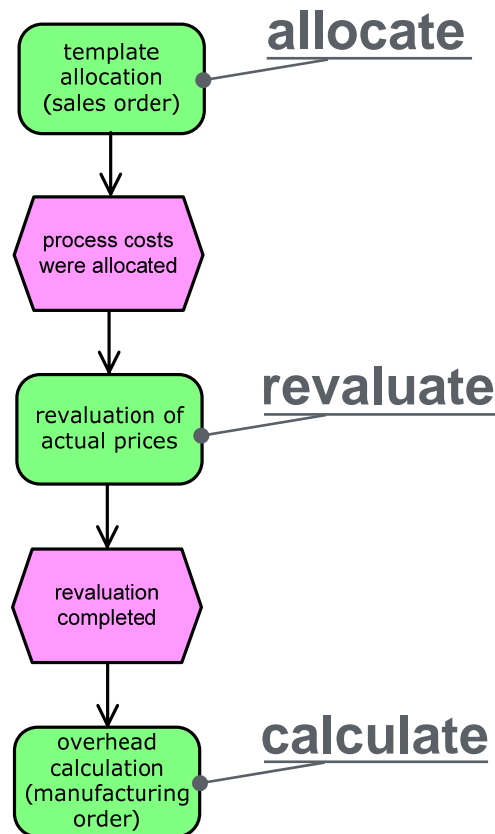 allocate
template
allocation
(sales order)
process costs
were allocated
revaluate
revaluation of
actual prices
revaluation
completed
calculate
overhead
calculation
(manufacturing
order)